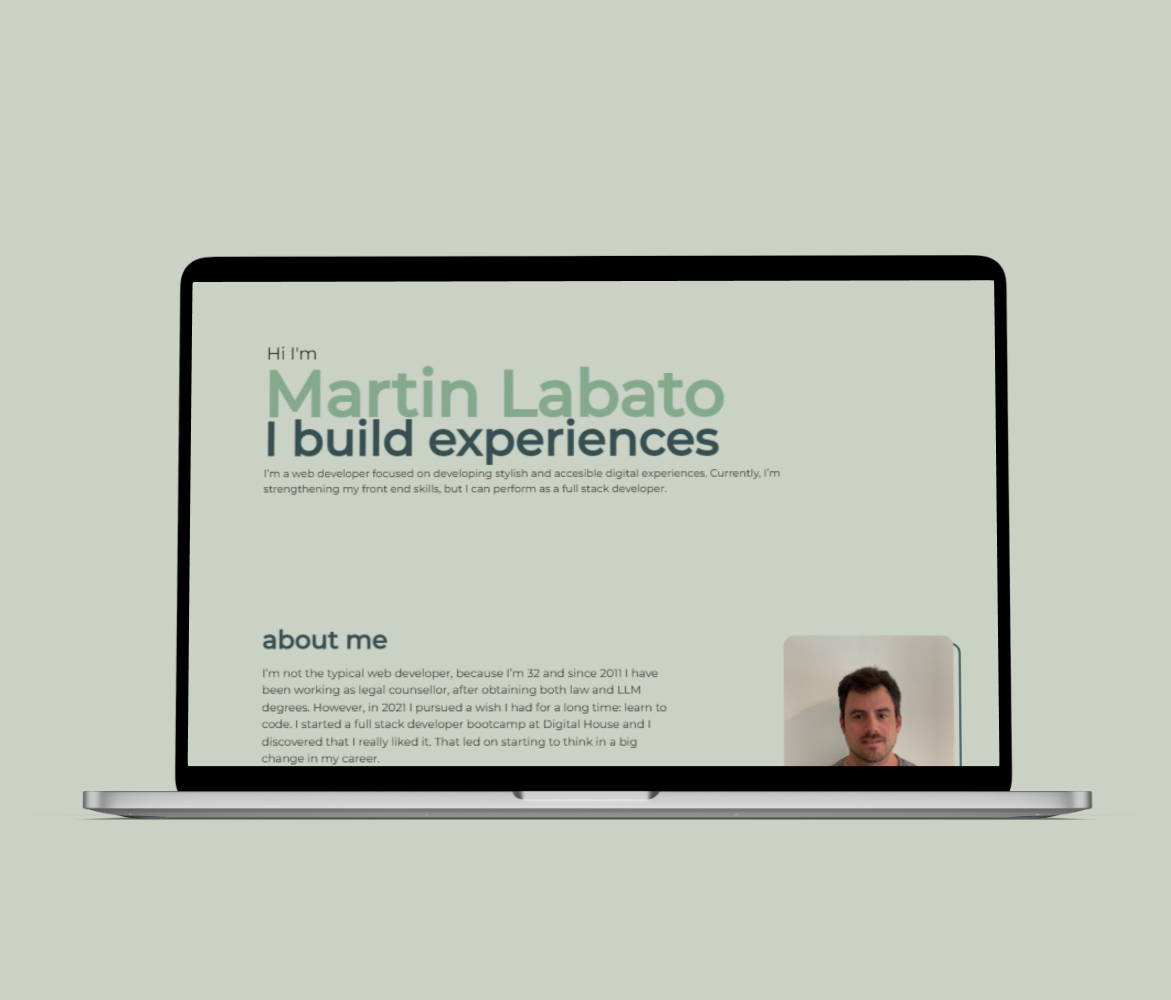 Hi I'm
Martin Labato
I build experiences
I'm a web developer focused on developing stylish and accesible digital experiences. Currently, I'm
strengthening my front end skills, but I can perform as a full stack developer.
about me
I'm not the typical web developer, because I'm 32 and since 2011 I have
been working as legal counsellor, after obtaining both law and LLM
degrees. However, in 2021 I pursued a wish I had for a long time: learn to
code. I started a full stack developer bootcamp at Digital House and I
discovered that I really liked it. That led on starting to think in a big
change in my career.